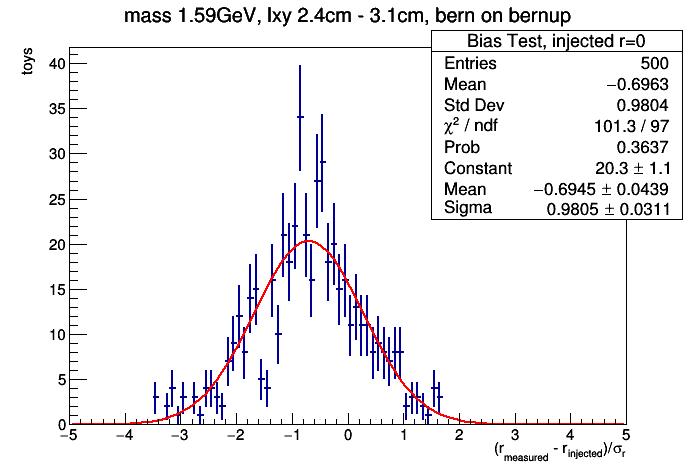 mass 1.59GeV, lxy 2.4cm - 3.1cm, bern on bernup
Bias Test, injected r=0
Entries 500
Mean −0.6963
Std Dev 0.9804
χ² / ndf 101.3 / 97
Prob 0.3637
Constant 20.3 ± 1.1
Mean −0.6945 ± 0.0439
Sigma 0.9805 ± 0.0311
toys
40
35
30
25
20
15
10
5
0
−5 −4 −3 −2 −1 0 1 2 3 4 5
(r_measured - r_injected)/σ_r